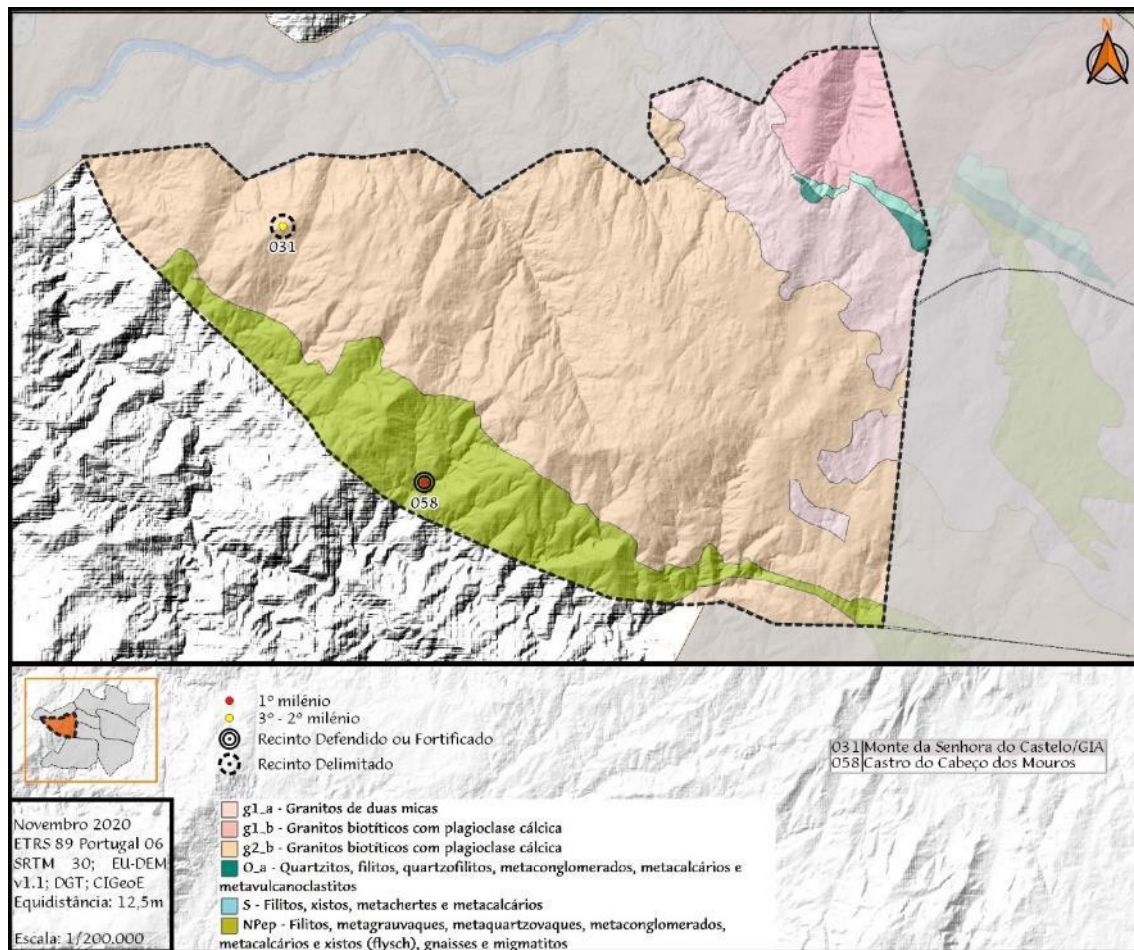 N
031
058
1º milénio
3º - 2º milénio
Recinto Defendido ou Fortificado
Recinto Delimitado
031 Monte da Senhora do Castelo/GIA
058 Castro do Cabeço dos Mouros
g1_a - Granitos de duas micas
g1_b - Granitos biotíticos com plagioclase cálcica
g2_b - Granitos biotíticos com plagioclase cálcica
O_a - Quartzitos, filitos, quartzofilitos, metaconglomerados, metacalcários e
metavulcanoclastitos
S - Filitos, xistos, metachertes e metacalcários
NPep - Filitos, metagrauvaques, metaquartzovaques, metaconglomerados,
metacalcários e xistos (flysch), gnaisses e migmatitos
Novembro 2020
ETRS 89 Portugal 06
SRTM 30; EU-DEM
v1.1; DGT; CIGeoE
Equidistância: 12,5m
Escala: 1/200.000